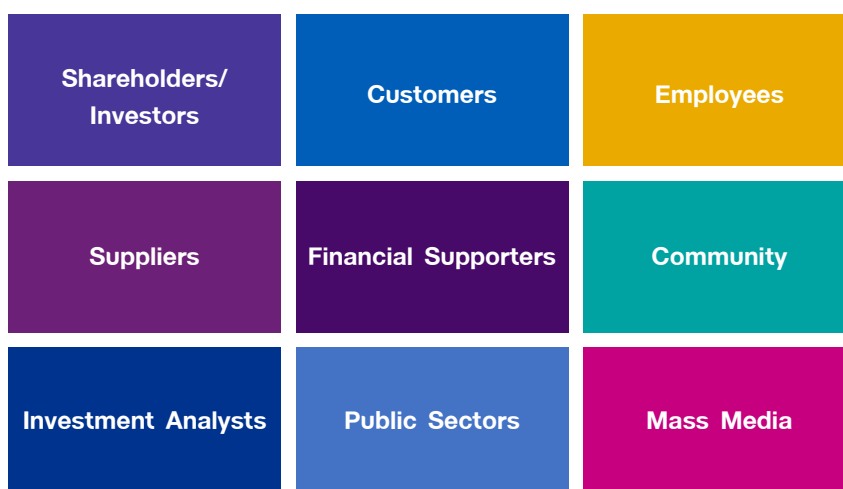 Shareholders/
Investors
Customers
Employees
Suppliers
Financial Supporters
Community
Investment Analysts
Public Sectors
Mass Media